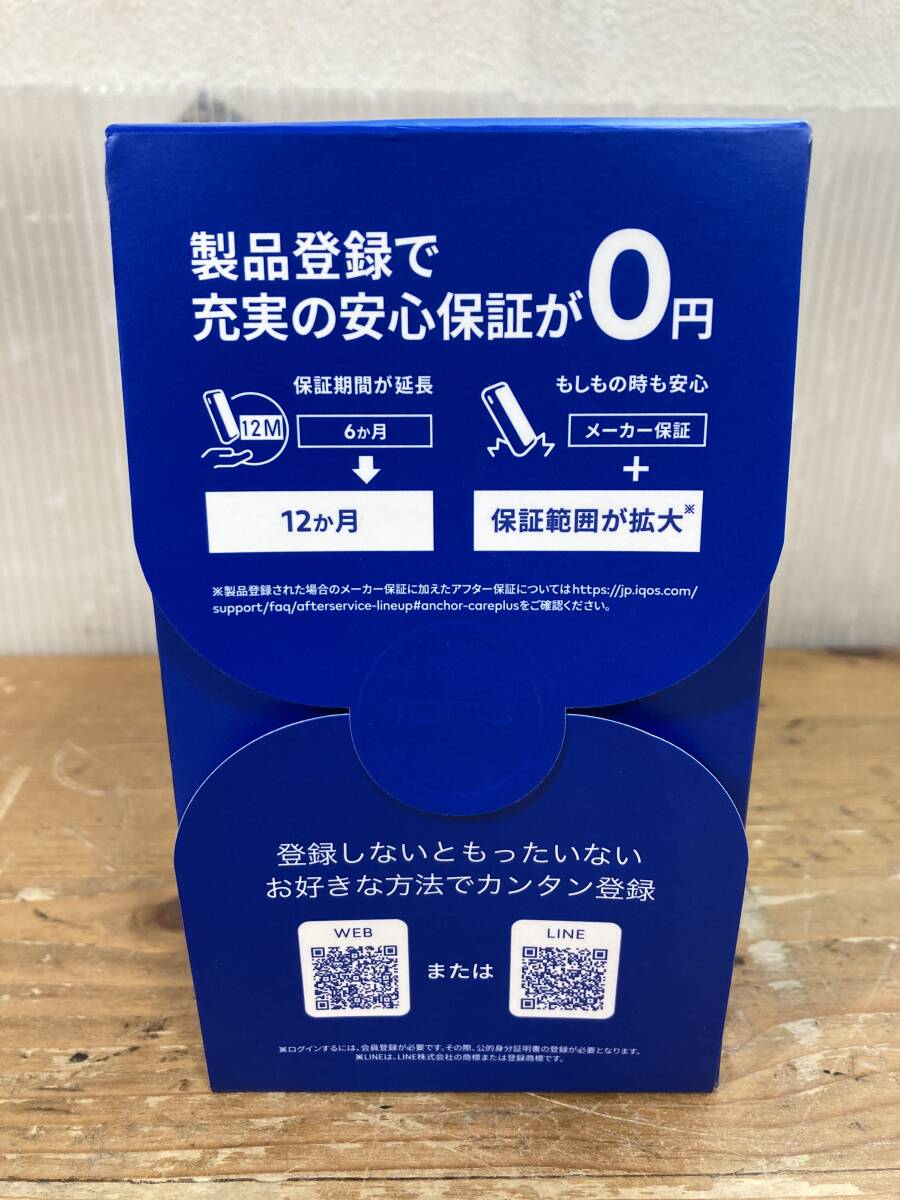 製品登録で
充実の安心保証が0円
保証期間が延長
12M
6か月
12か月
もしもの時も安心
メーカー保証
+
保証範囲が拡大※
※製品登録された場合のメーカー保証に加えたアフター保証についてはhttps://jp.iqos.com/
support/faq/afterservice-lineup#anchor-careplusをご確認ください。
IQOS
登録しないともったいない
お好きな方法でカンタン登録
WEB
または
LINE
※ログインするには、会員登録が必要です。その際、公的身分証明書の登録が必要となります。
※LINEは、LINE株式会社の商標または登録商標です。